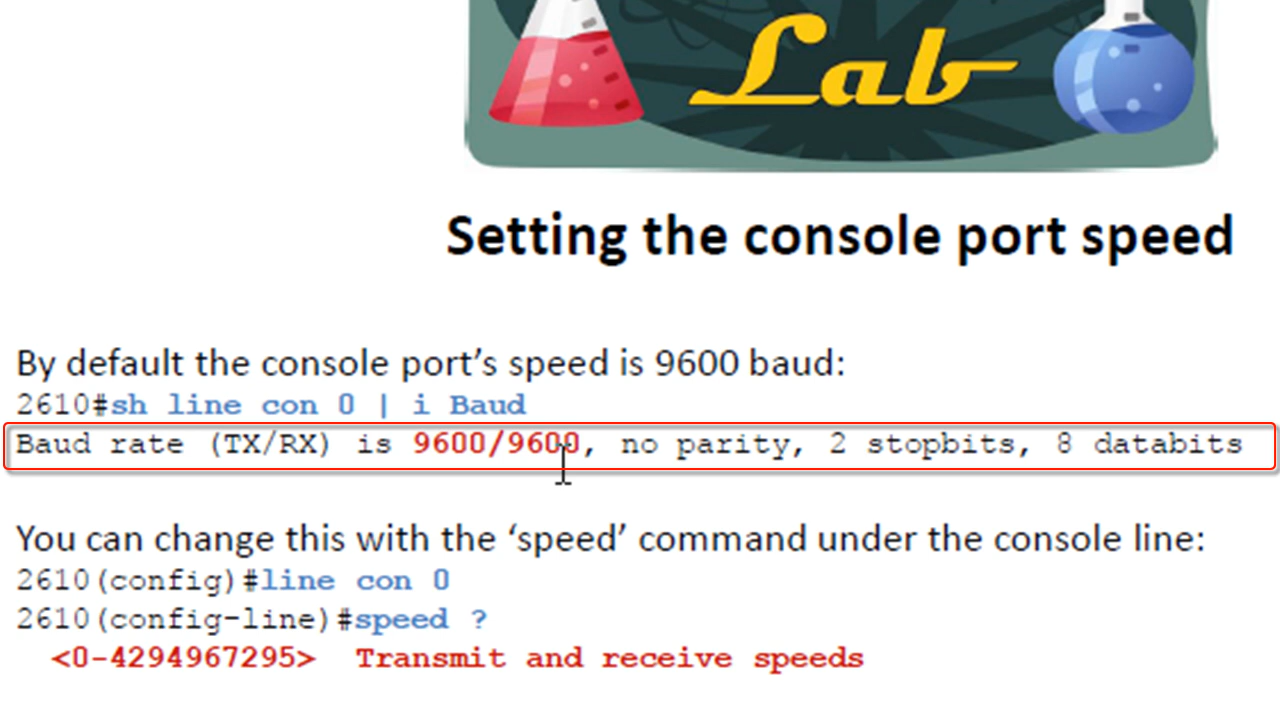 Lab
Setting the console port speed
By default the console port’s speed is 9600 baud:
2610#sh line con 0 | i Baud
Baud rate (TX/RX) is 9600/9600, no parity, 2 stopbits, 8 databits
You can change this with the ‘speed’ command under the console line:
2610(config)#line con 0
2610(config-line)#speed ?
<0-4294967295> Transmit and receive speeds